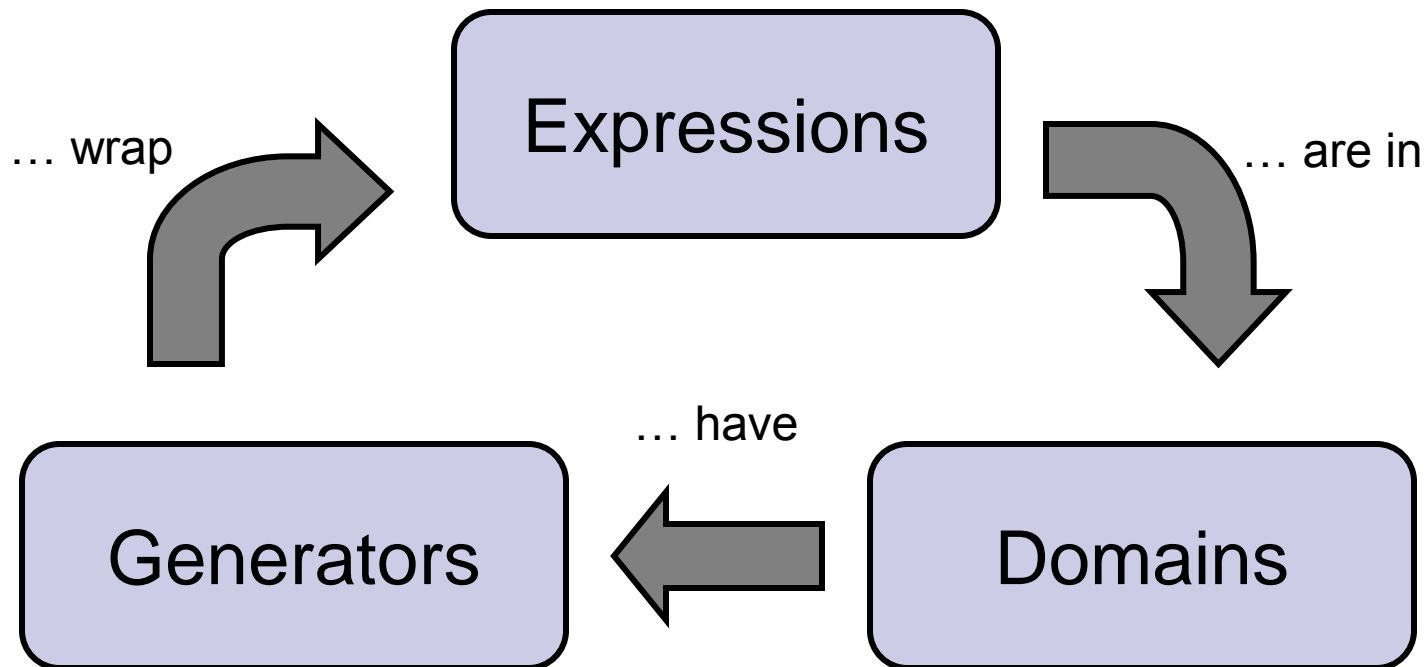 Expressions
… wrap
… are in
… have
Generators
Domains